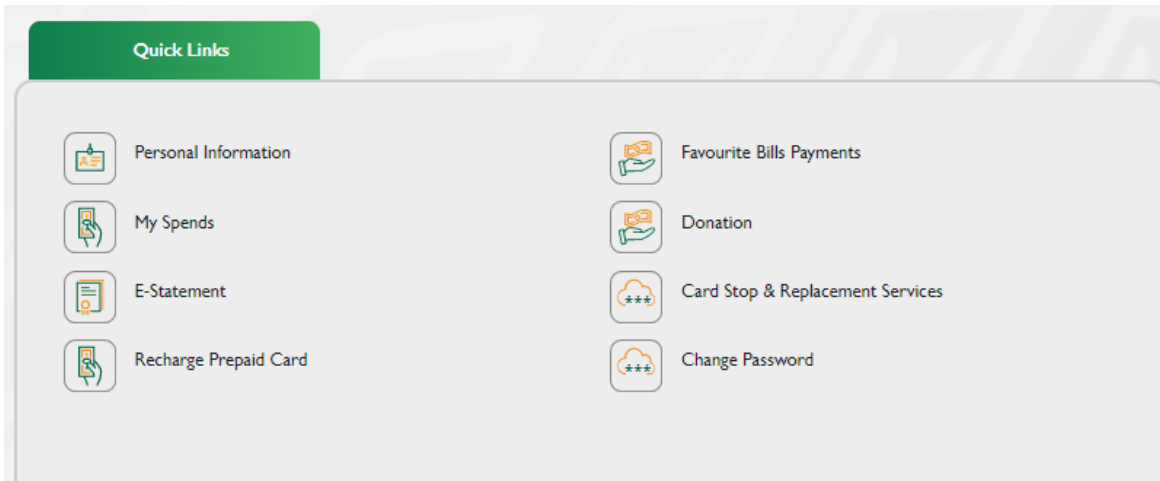 Quick Links
Personal Information
Favourite Bills Payments
My Spends
Donation
E-Statement
Card Stop & Replacement Services
Recharge Prepaid Card
Change Password